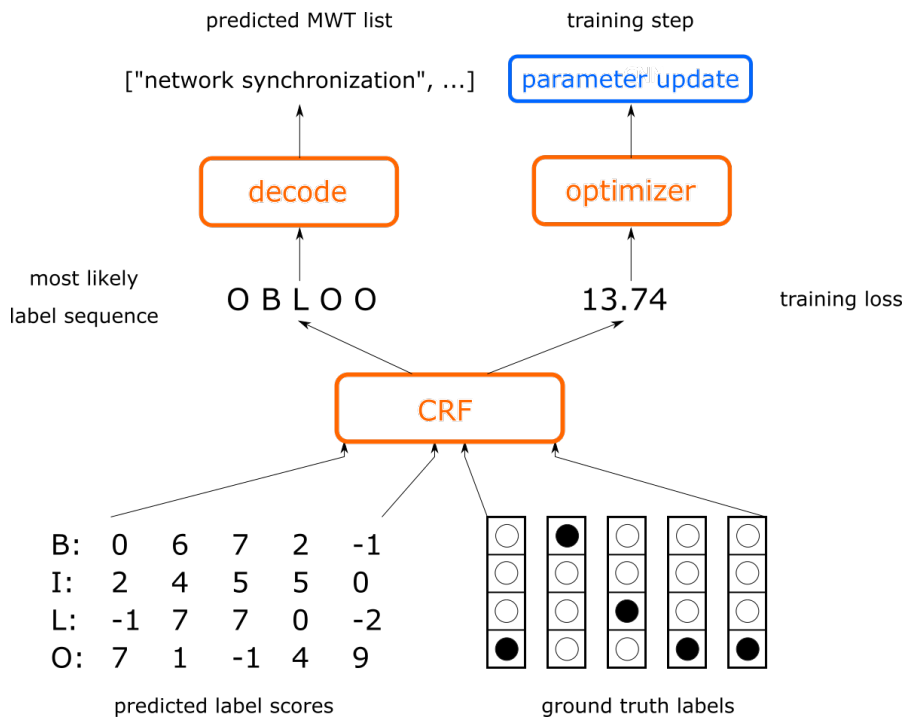 predicted MWT list
training step
["network synchronization", ...]
parameter update
decode
optimizer
most likely
label sequence
O B L O O
13.74
training loss
CRF
B: 0 6 7 2 -1
I: 2 4 5 5 0
L: -1 7 7 0 -2
O: 7 1 -1 4 9
predicted label scores
ground truth labels